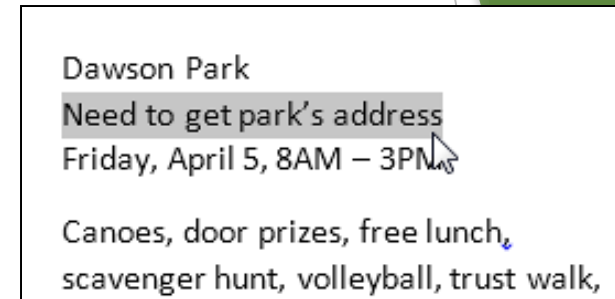 Dawson Park
Need to get park’s address
Friday, April 5, 8AM – 3PM
Canoes, door prizes, free lunch,
scavenger hunt, volleyball, trust walk,